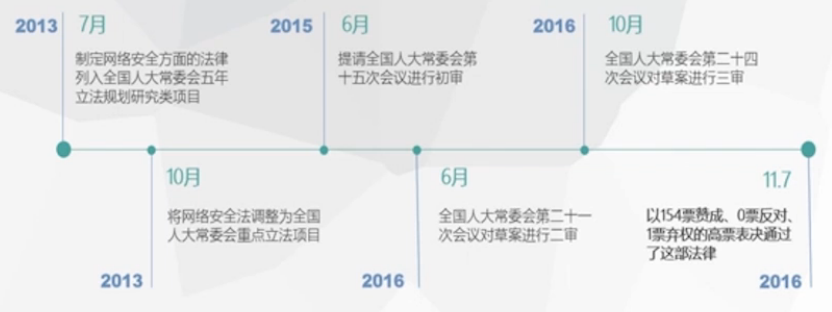 2013
7月
制定网络安全方面的法律
列入全国人大常委会五年
立法规划研究类项目
2015
6月
提请全国人大常委会第
十五次会议进行初审
2016
10月
全国人大常委会第二十四
次会议对草案进行三审
10月
将网络安全法调整为全国
人大常委会重点立法项目
2013
6月
全国人大常委会第二十一
次会议对草案进行二审
2016
11.7
以154票赞成、0票反对、
1票弃权的高票表决通过
了这部法律
2016